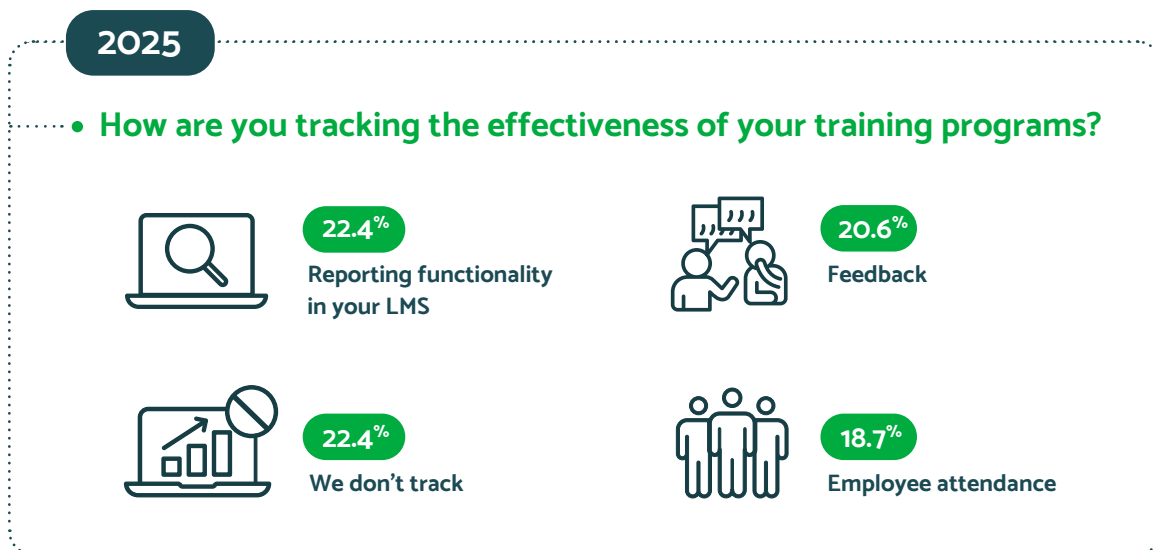 2025
• How are you tracking the effectiveness of your training programs?
22.4%
Reporting functionality
in your LMS
20.6%
Feedback
22.4%
We don't track
18.7%
Employee attendance